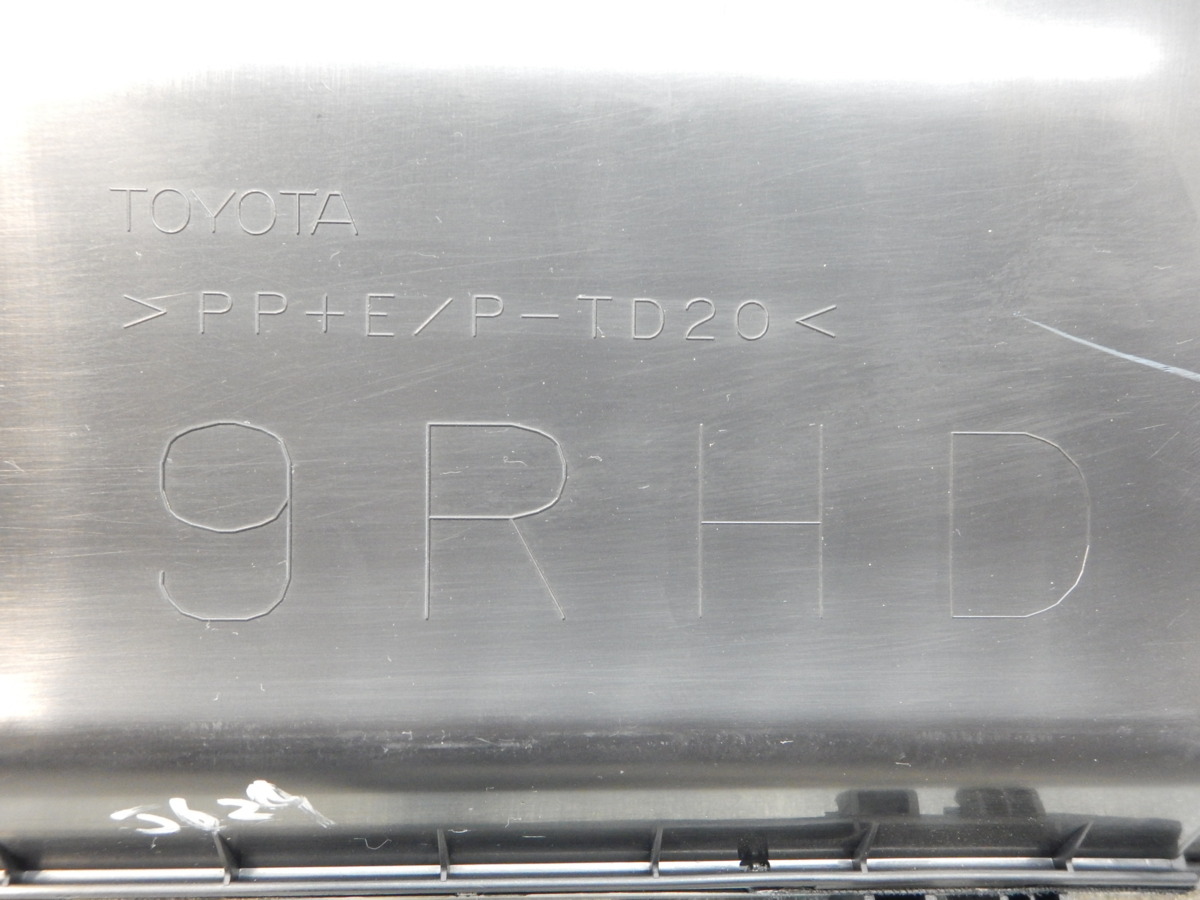 TOYOTA
>PP+E/P-TD20<
9RHD